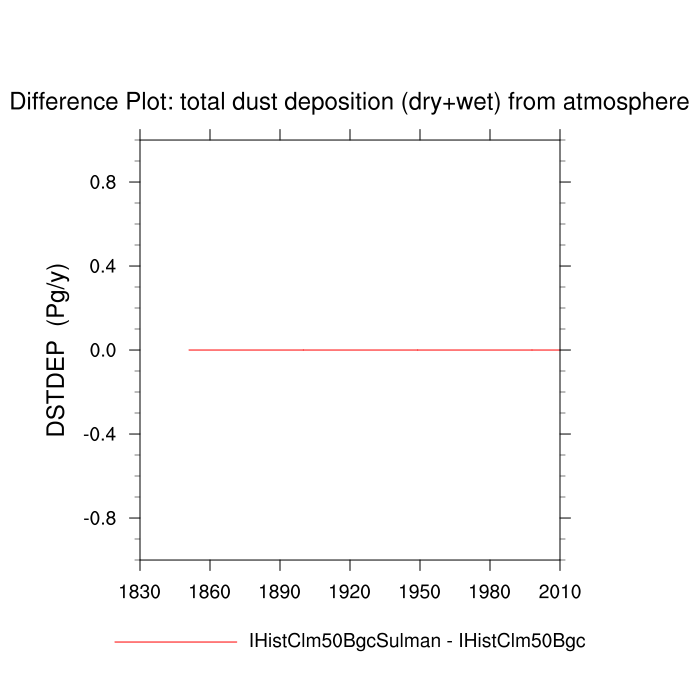 Difference Plot: total dust deposition (dry+wet) from atmosphere
DSTDEP (Pg/y)
0.8
0.4
0.0
-0.4
-0.8
1830 1860 1890 1920 1950 1980 2010
IHistClm50BgcSulman - IHistClm50Bgc